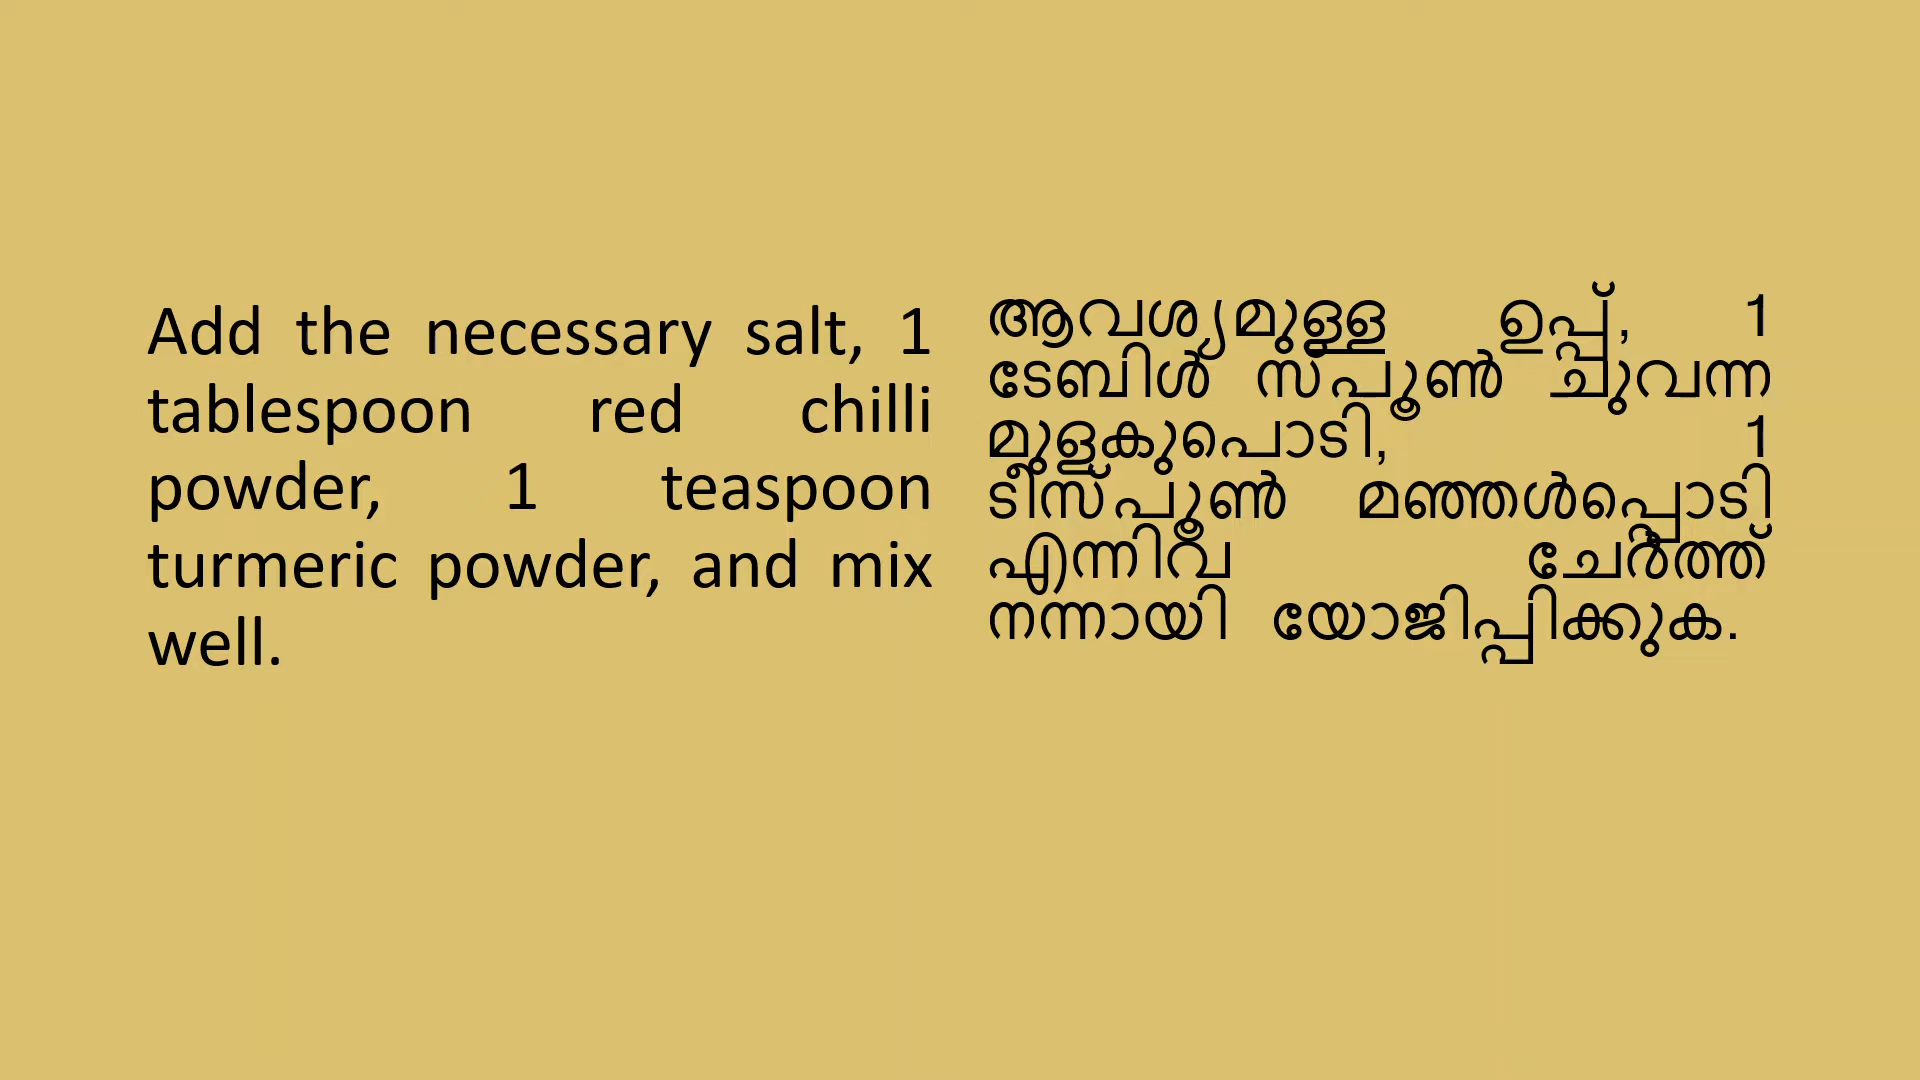 Add the necessary salt, 1
tablespoon red chilli
powder, 1 teaspoon
turmeric powder, and mix
well.
ആവശ്യമുള്ള ഉപ്പ്, 1
ടേബിൾ സ്പൂൺ ചുവന്ന
മുളകുപൊടി, 1
ടീസ്പൂൺ മഞ്ഞൾപ്പൊടി
എന്നിവ ചേർത്ത്
നന്നായി യോജിപ്പിക്കുക.